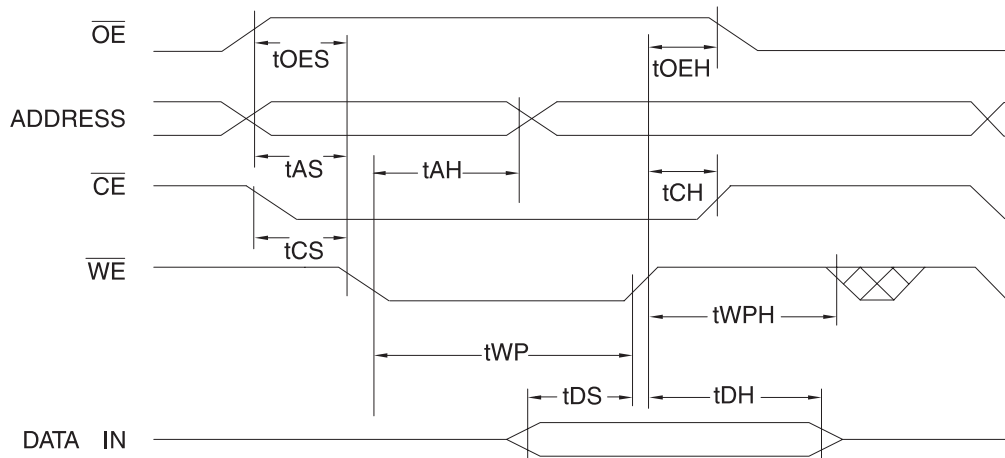 OE
tOES
tOEH
ADDRESS
tAS
tAH
tCH
CE
tCS
WE
tWPH
tWP
tDS
tDH
DATA IN